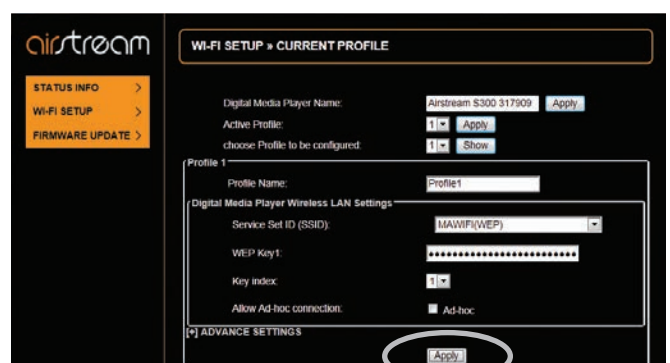 airstream
WI-FI SETUP » CURRENT PROFILE
STATUS INFO >
WI-FI SETUP >
FIRMWARE UPDATE >
Digital Media Player Name: Airstream S300 317909 Apply
Active Profile: 1 Apply
choose Profile to be configured: 1 Show
Profile 1
Profile Name: Profile1
Digital Media Player Wireless LAN Settings
Service Set ID (SSID): MAWIFI(WEP)
WEP Key1: •••••••••••••••••••••••••
Key index: 1
Allow Ad-hoc connection: Ad-hoc
[+] ADVANCE SETTINGS
Apply